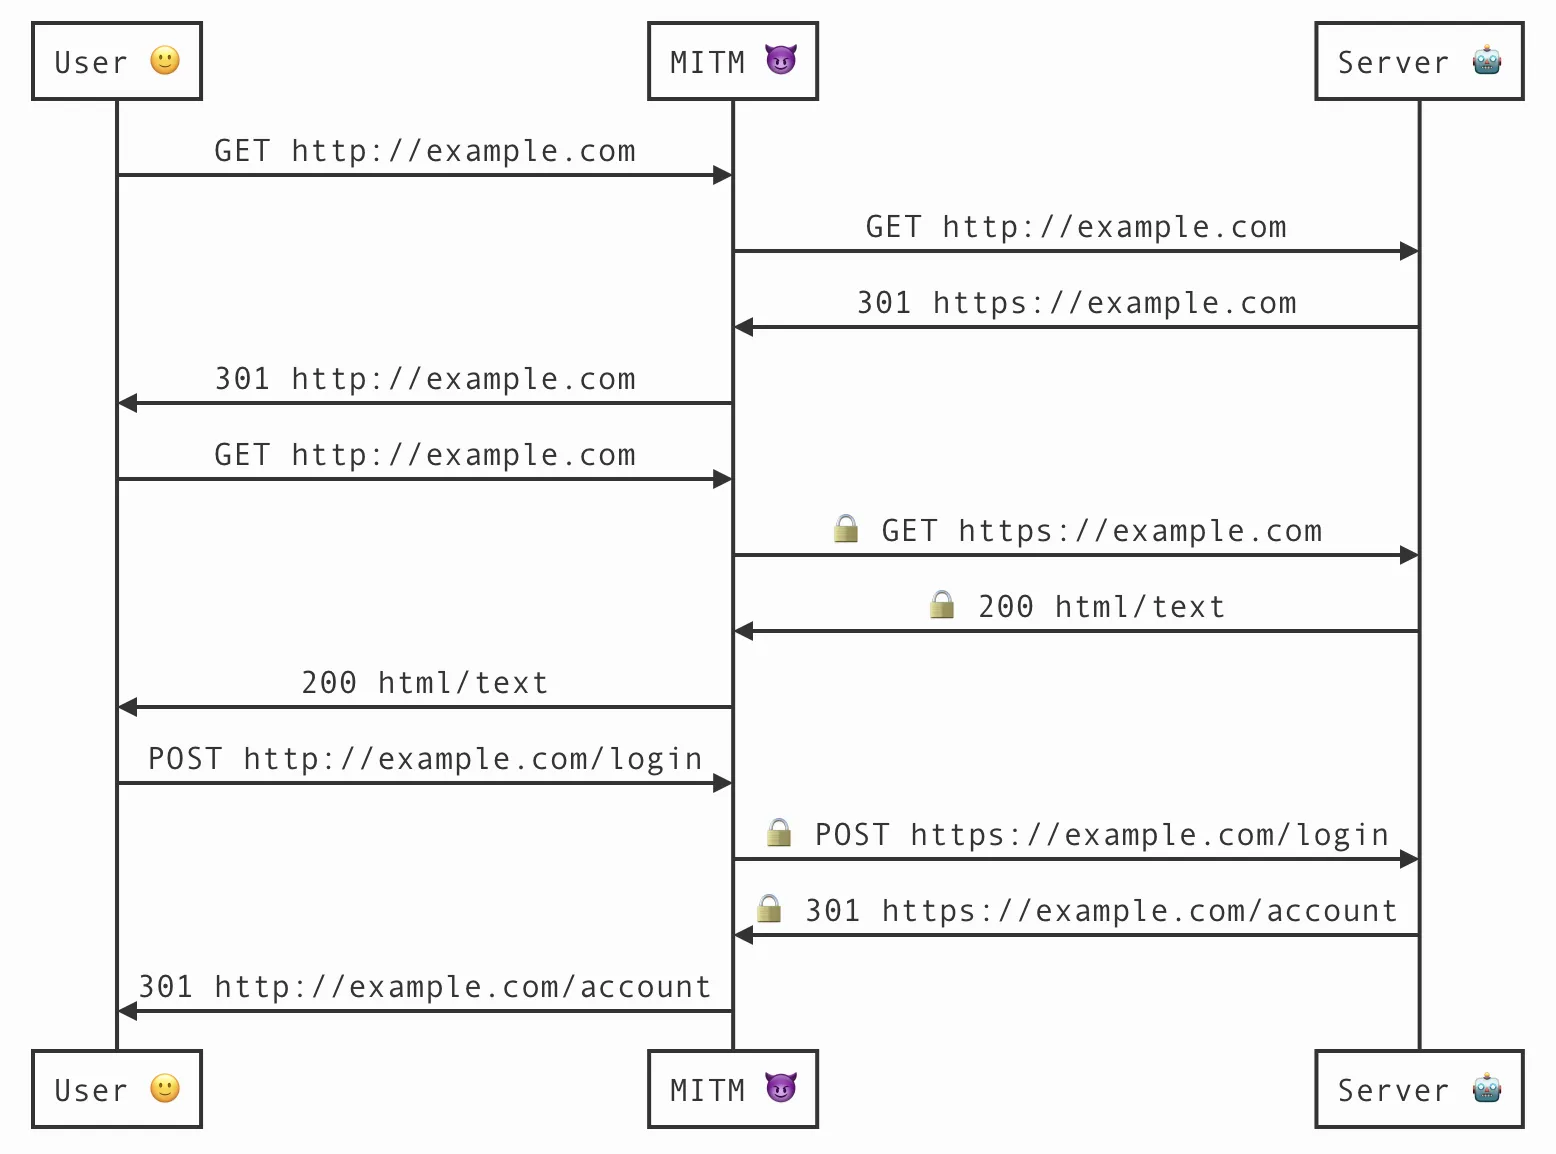 User 🙂
MITM 😈
Server 🤖
GET http://example.com
GET http://example.com
301 https://example.com
301 http://example.com
GET http://example.com
🔒 GET https://example.com
🔒 200 html/text
200 html/text
POST http://example.com/login
🔒 POST https://example.com/login
🔒 301 https://example.com/account
301 http://example.com/account
User 🙂
MITM 😈
Server 🤖